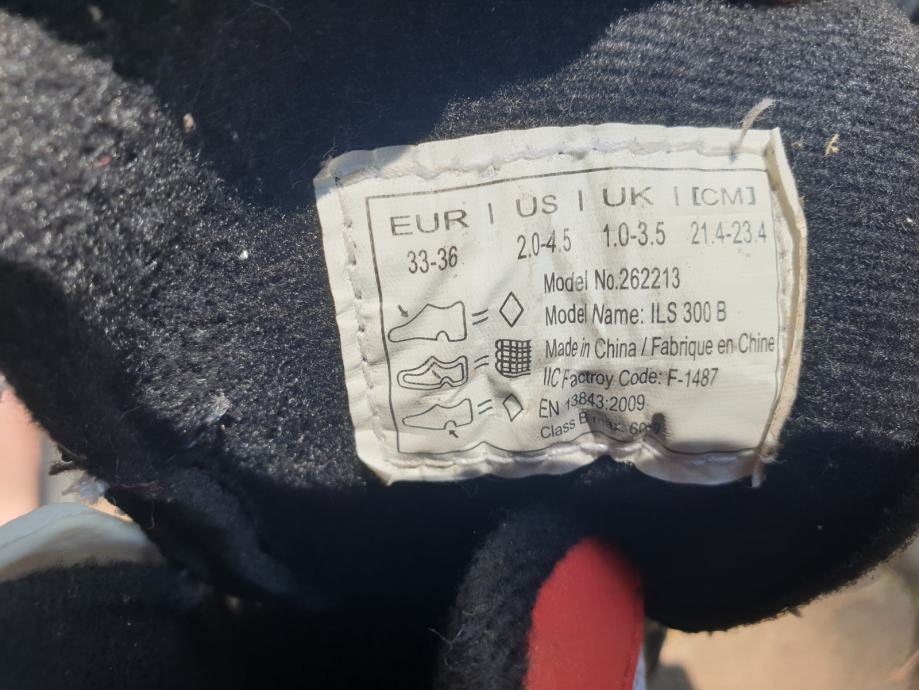 EUR | US | UK | [CM]
33-36 2.0-4.5 1.0-3.5 21.4-23.4
Model No.262213
Model Name: ILS 300 B
Made in China / Fabrique en Chine
IIC Factroy Code: F-1487
EN 13843:2009
Class B max.